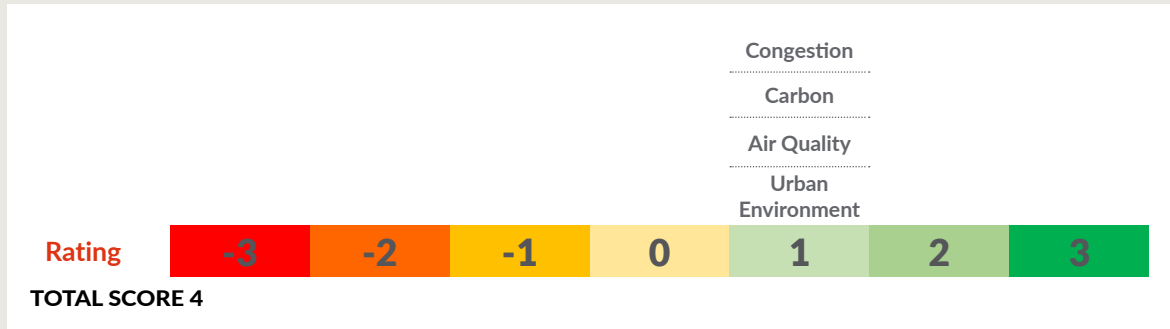 Congestion
Carbon
Air Quality
Urban
Environment
Rating -3 -2 -1 0 1 2 3
TOTAL SCORE 4